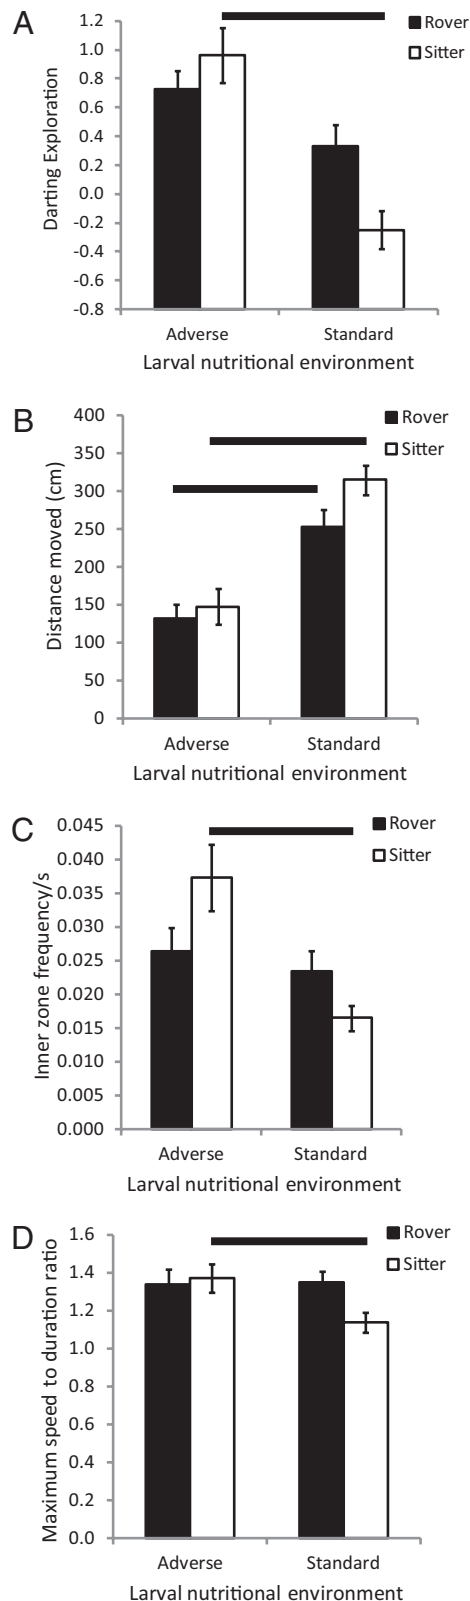 A
Rover
Sitter
Darting Exploration
1.2
1.0
0.8
0.6
0.4
0.2
0.0
-0.2
-0.4
-0.6
-0.8
Adverse Standard
Larval nutritional environment
B
Rover
Sitter
Distance moved (cm)
400
350
300
250
200
150
100
50
0
Adverse Standard
Larval nutritional environment
C
Rover
Sitter
Inner zone frequency/s
0.045
0.040
0.035
0.030
0.025
0.020
0.015
0.010
0.005
0.000
Adverse Standard
Larval nutritional environment
D
Rover
Sitter
Maximum speed to duration ratio
1.6
1.4
1.2
1.0
0.8
0.6
0.4
0.2
0.0
Adverse Standard
Larval nutritional environment